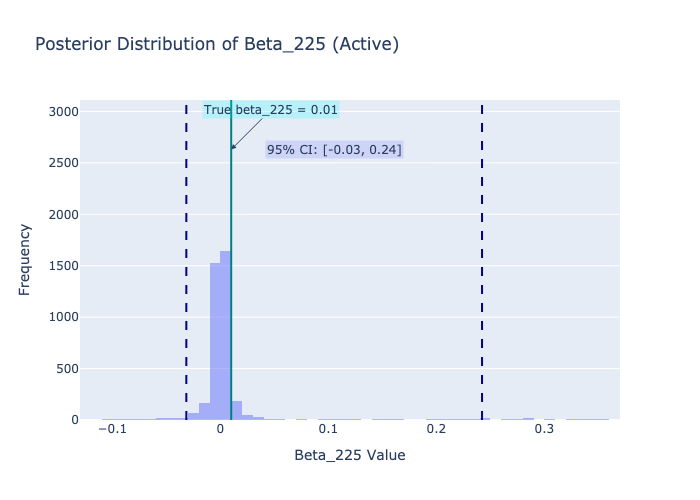 Posterior Distribution of Beta_225 (Active)
True beta_225 = 0.01
95% CI: [-0.03, 0.24]
3000
2500
2000
1500
1000
500
0
Frequency
−0.1
0
0.1
0.2
0.3
Beta_225 Value